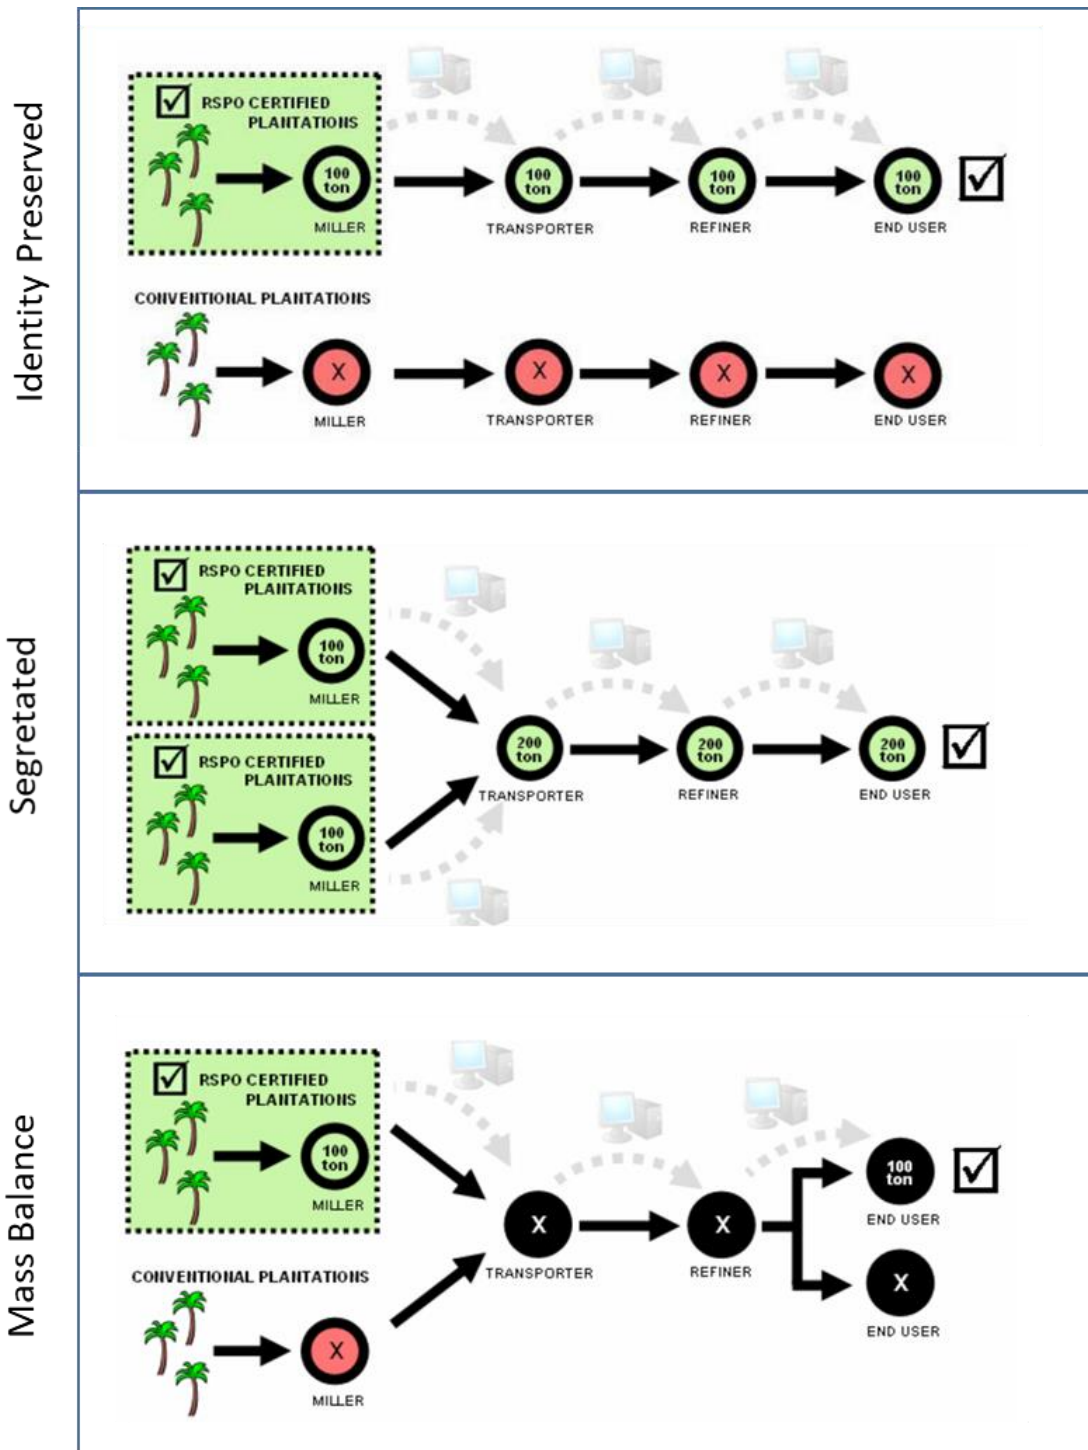 Identity Preserved
RSPO CERTIFIED
PLANTATIONS
100
ton
MILLER
100
ton
TRANSPORTER
100
ton
REFINER
100
ton
END USER
CONVENTIONAL PLANTATIONS
X
MILLER
X
TRANSPORTER
X
REFINER
X
END USER
Segretated
RSPO CERTIFIED
PLANTATIONS
100
ton
MILLER
RSPO CERTIFIED
PLANTATIONS
100
ton
MILLER
200
ton
TRANSPORTER
200
ton
REFINER
200
ton
END USER
Mass Balance
RSPO CERTIFIED
PLANTATIONS
100
ton
MILLER
CONVENTIONAL PLANTATIONS
X
MILLER
X
TRANSPORTER
X
REFINER
100
ton
END USER
X
END USER